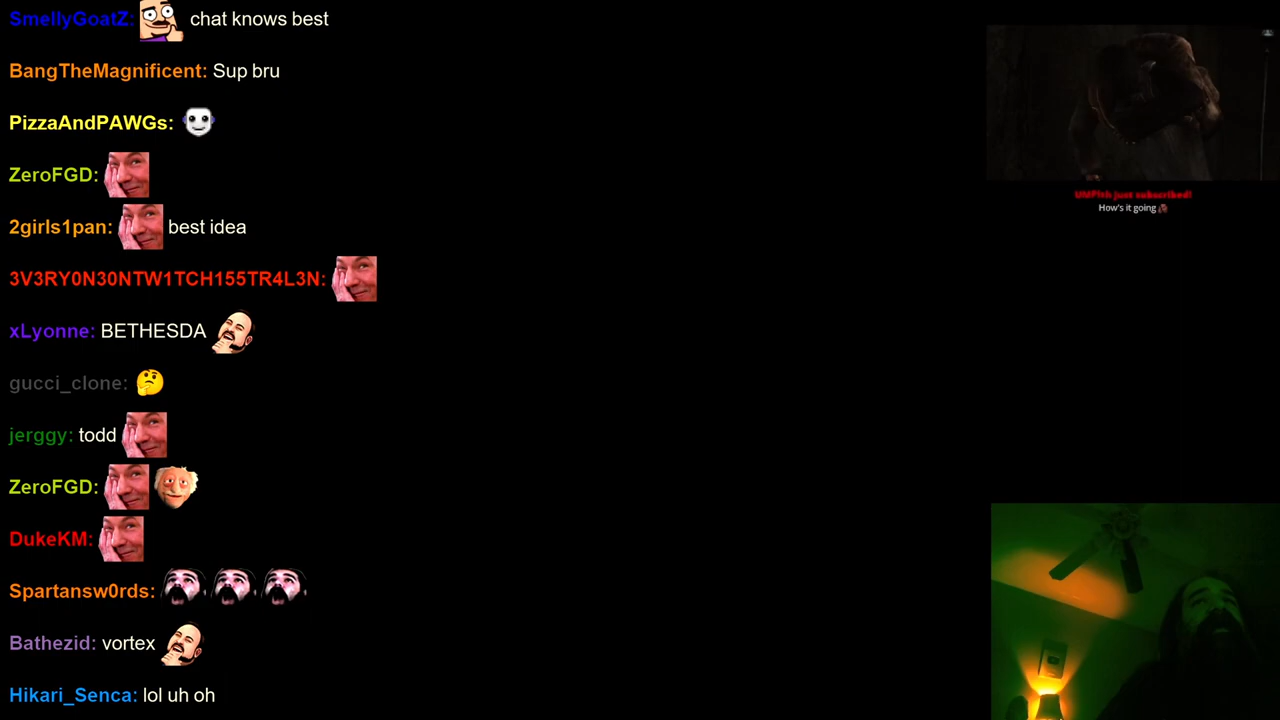 SmellyGoatZ: chat knows best
BangTheMagnificent: Sup bru
PizzaAndPAWGs:
ZeroFGD:
2girls1pan: best idea
3V3RY0N30NTW1TCH155TR4L3N:
xLyonne: BETHESDA
gucci_clone:
jerggy: todd
ZeroFGD:
DukeKM:
Spartansw0rds:
Bathezid: vortex
Hikari_Senca: lol uh oh
just subscribed!
How's it going